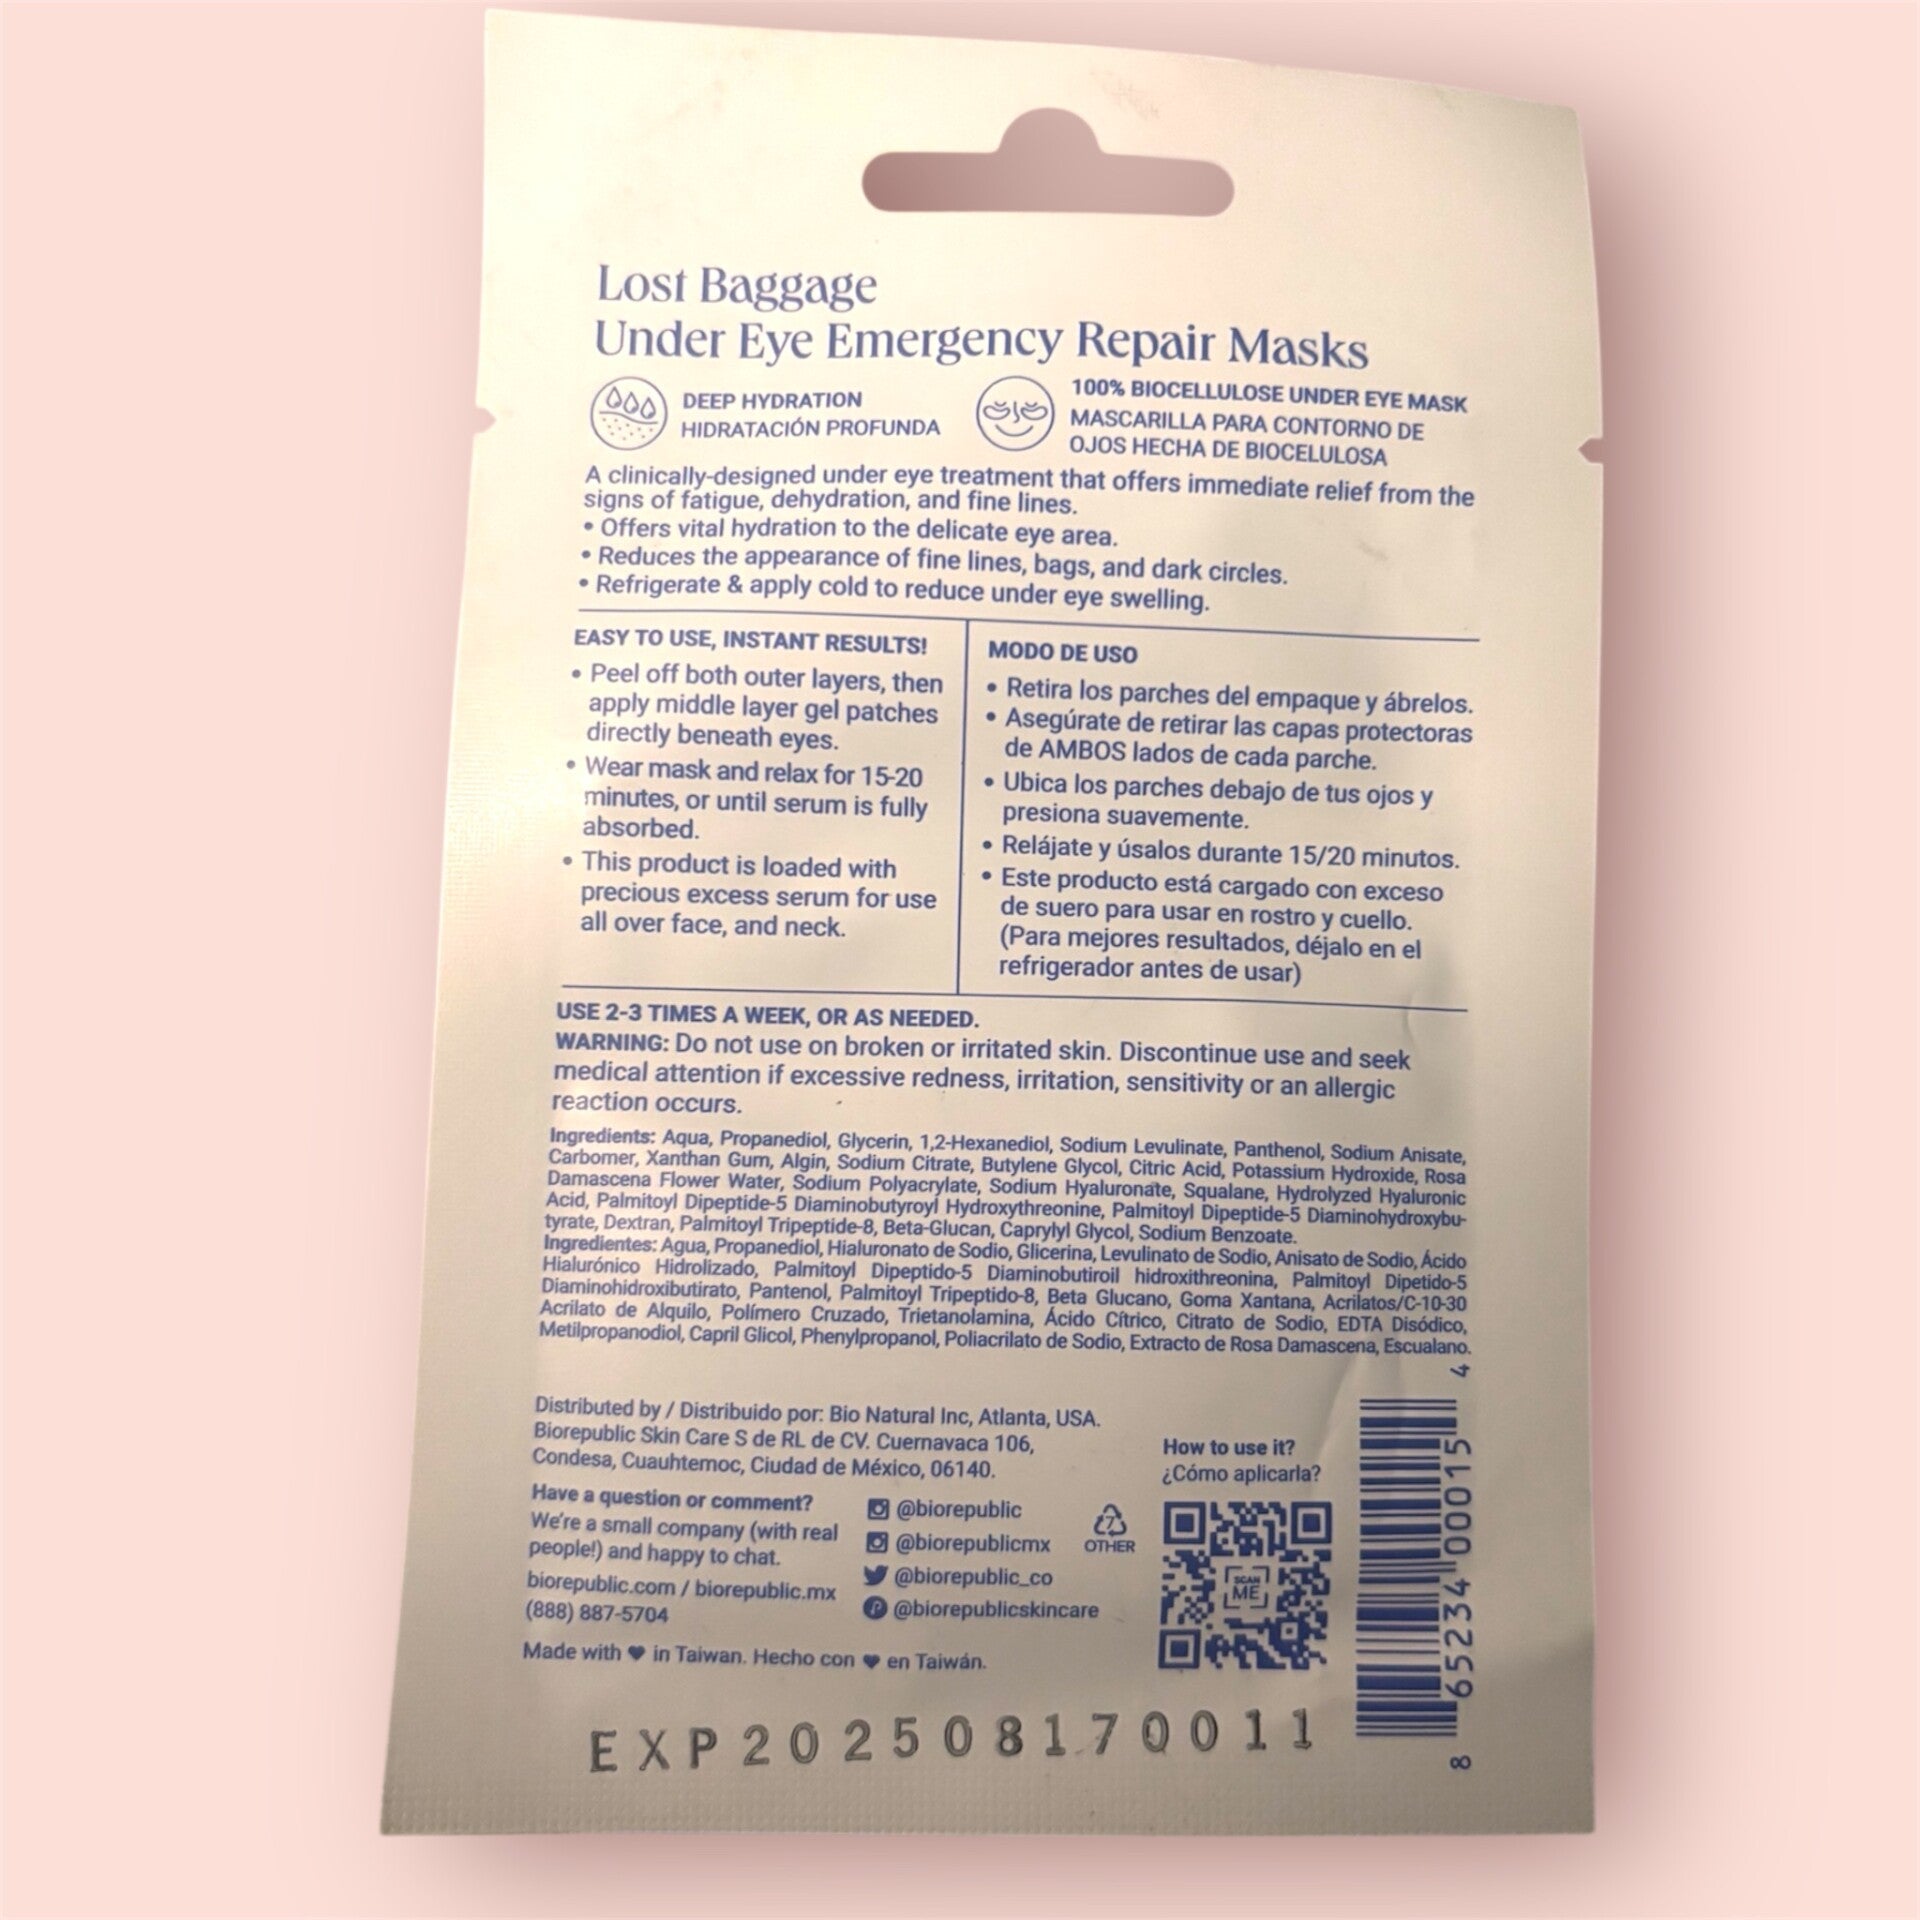 Lost Baggage
Under Eye Emergency Repair Masks
DEEP HYDRATION
HIDRATACIÓN PROFUNDA
100% BIOCELLULOSE UNDER EYE MASK
MASCARILLA PARA CONTORNO DE
OJOS HECHA DE BIOCELULOSA
A clinically-designed under eye treatment that offers immediate relief from the
signs of fatigue, dehydration, and fine lines.
• Offers vital hydration to the delicate eye area.
• Reduces the appearance of fine lines, bags, and dark circles.
• Refrigerate & apply cold to reduce under eye swelling.
EASY TO USE, INSTANT RESULTS!
• Peel off both outer layers, then
apply middle layer gel patches
directly beneath eyes.
• Wear mask and relax for 15-20
minutes, or until serum is fully
absorbed.
• This product is loaded with
precious excess serum for use
all over face, and neck.
MODO DE USO
• Retira los parches del empaque y ábrelos.
• Asegúrate de retirar las capas protectoras
de AMBOS lados de cada parche.
• Ubica los parches debajo de tus ojos y
presiona suavemente.
• Relájate y úsalos durante 15/20 minutos.
• Este producto está cargado con exceso
de suero para usar en rostro y cuello.
(Para mejores resultados, déjalo en el
refrigerador antes de usar)
USE 2-3 TIMES A WEEK, OR AS NEEDED.
WARNING: Do not use on broken or irritated skin. Discontinue use and seek
medical attention if excessive redness, irritation, sensitivity or an allergic
reaction occurs.
Ingredients: Aqua, Propanediol, Glycerin, 1,2-Hexanediol, Sodium Levulinate, Panthenol, Sodium Anisate,
Carbomer, Xanthan Gum, Algin, Sodium Citrate, Butylene Glycol, Citric Acid, Potassium Hydroxide, Rosa
Damascena Flower Water, Sodium Polyacrylate, Sodium Hyaluronate, Squalane, Hydrolyzed Hyaluronic
Acid, Palmitoyl Dipeptide-5 Diaminobutyroyl Hydroxythreonine, Palmitoyl Dipeptide-5 Diaminohydroxybu-
tyrate, Dextran, Palmitoyl Tripeptide-8, Beta-Glucan, Caprylyl Glycol, Sodium Benzoate.
Ingredientes: Agua, Propanediol, Hialuronato de Sodio, Glicerina, Levulinato de Sodio, Anisato de Sodio, Ácido
Hialurónico Hidrolizado, Palmitoyl Dipeptido-5 Diaminobutiroil hidroxithreonina, Palmitoyl Dipetido-5
Diaminohidroxibutirato, Pantenol, Palmitoyl Tripeptido-8, Beta Glucano, Goma Xantana, Acrilatos/C-10-30
Acrilato de Alquilo, Polímero Cruzado, Trietanolamina, Ácido Cítrico, Citrato de Sodio, EDTA Disódico,
Metilpropanodiol, Capril Glicol, Phenylpropanol, Poliacrilato de Sodio, Extracto de Rosa Damascena, Escualano.
Distributed by / Distribuido por: Bio Natural Inc, Atlanta, USA.
Biorepublic Skin Care S de RL de CV. Cuernavaca 106,
Condesa, Cuauhtemoc, Ciudad de México, 06140.
Have a question or comment?
We're a small company (with real
people!) and happy to chat.
biorepublic.com / biorepublic.mx
(888) 887-5704
@biorepublic
@biorepublicmx
@biorepublic_co
@biorepublicskincare
7
OTHER
How to use it?
¿Cómo aplicarla?
SCAN
ME
8 65234 00015 4
Made with ♥ in Taiwan. Hecho con ♥ en Taiwán.
EXP 202508170011